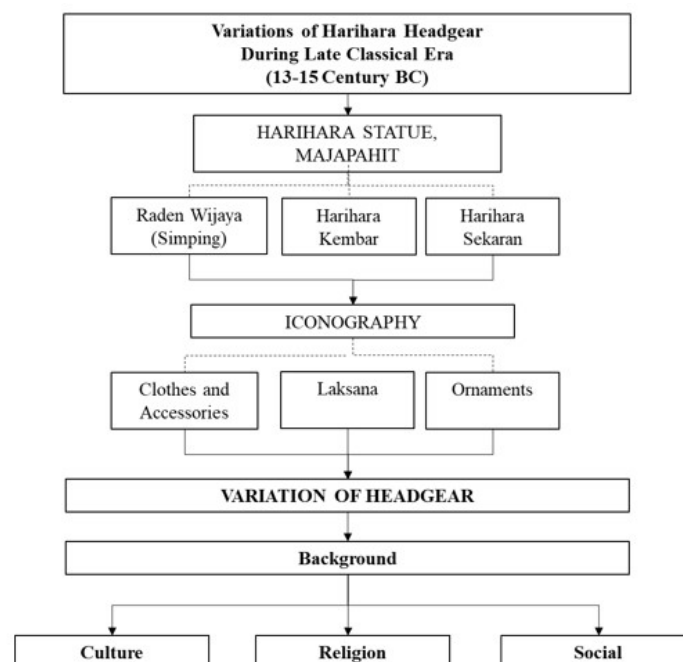 Variations of Harihara Headgear
During Late Classical Era
(13-15 Century BC)
HARIHARA STATUE,
MAJAPAHIT
Raden Wijaya
(Simping)
Harihara
Kembar
Harihara
Sekaran
ICONOGRAPHY
Clothes and
Accessories
Laksana
Ornaments
VARIATION OF HEADGEAR
Background
Culture
Religion
Social